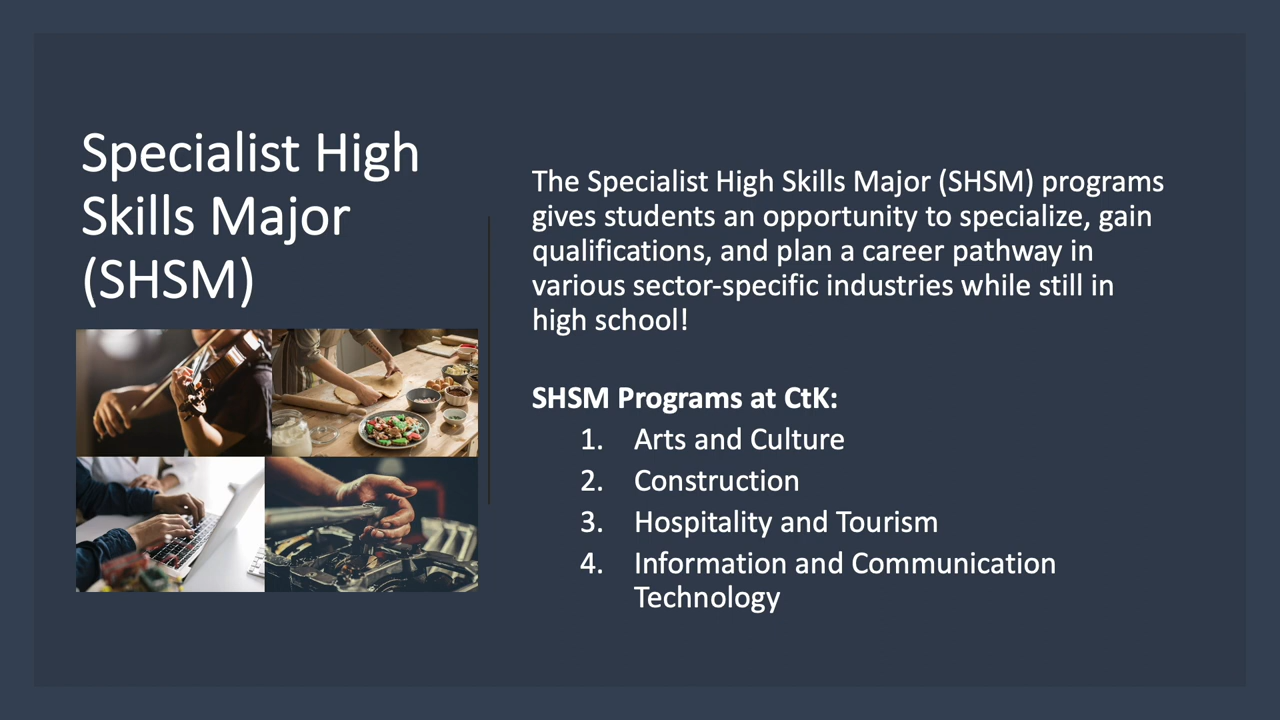 Specialist High
Skills Major
(SHSM)
The Specialist High Skills Major (SHSM) programs
gives students an opportunity to specialize, gain
qualifications, and plan a career pathway in
various sector-specific industries while still in
high school!
SHSM Programs at CtK:
1. Arts and Culture
2. Construction
3. Hospitality and Tourism
4. Information and Communication
Technology